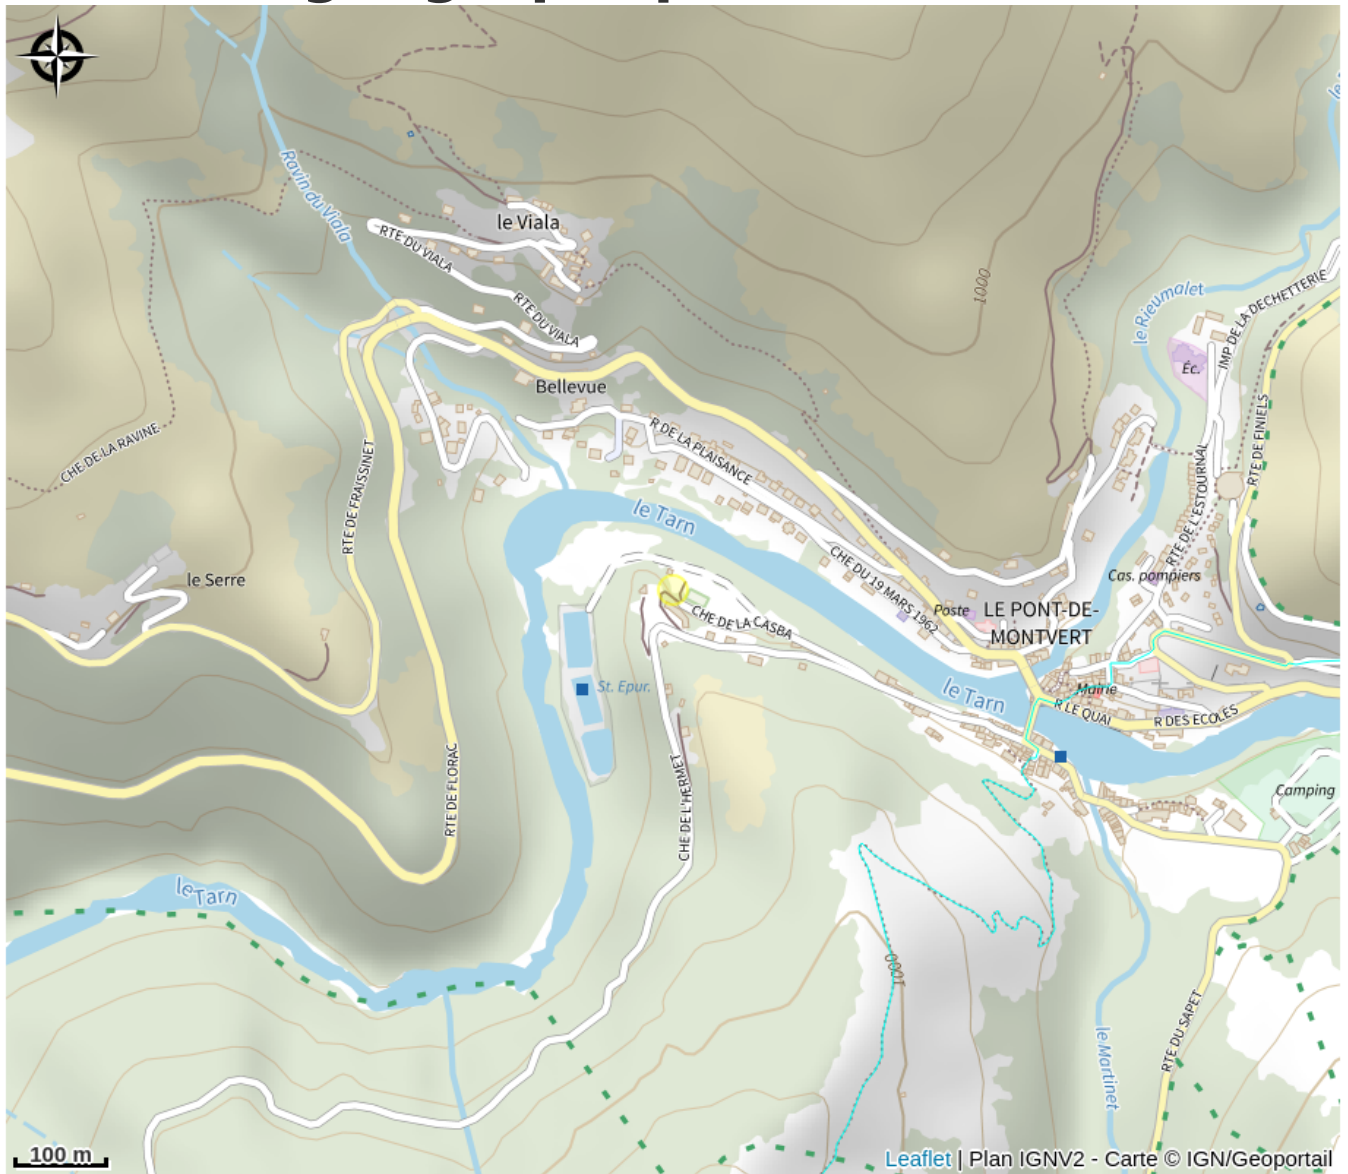 Ravin du Viala
le Viala
RTE DU VIALA
RTE DU VIALA
1000
le Rieumalet
IMP DE LA DECHETTERIE
Éc.
Bellevue
CHE DE LA RAVINE
RTE DE FRAISSINET
R DE LA PLAISANCE
RTE DE FINIELS
RTE DE L'ESTOURNAL
le Tarn
le Serre
CHE DU 19 MARS 1962
Cas. pompiers
Poste
LE PONT-DE-
MONTVERT
CHE DE LA CASBA
St. Epur.
le Tarn
Mairie
R LE QUAI
R DES ECOLES
RTE DE FLORAC
CHE DE L'HERMET
Camping
le Tarn
1000
RTE DU SAPET
le Martinet
100 m
Leaflet | Plan IGNV2 - Carte © IGN/Geoportail